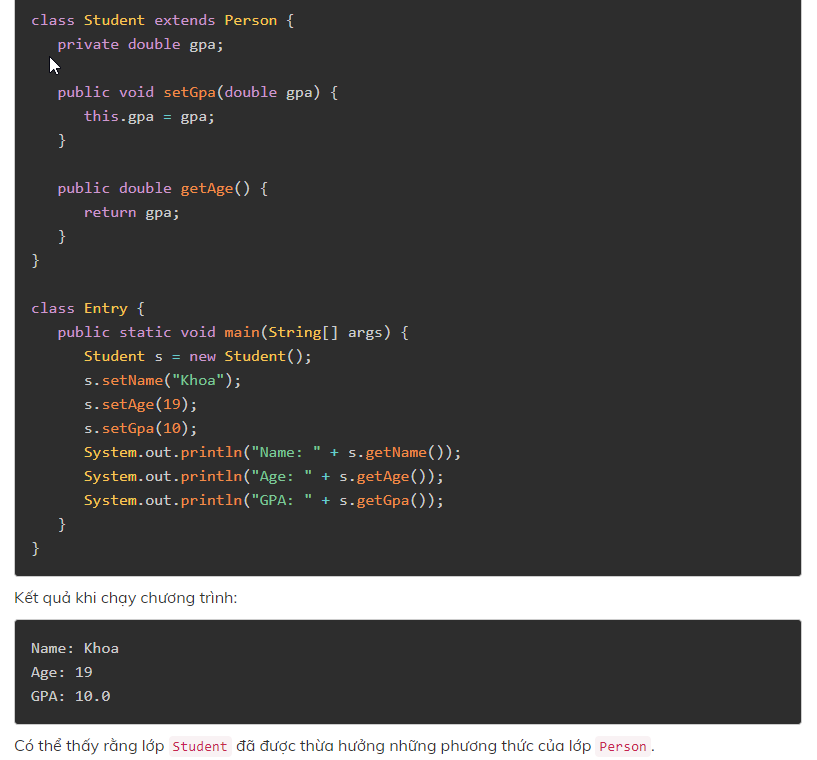 class Student extends Person {
private double gpa;
public void setGpa(double gpa) {
this.gpa = gpa;
}
public double getAge() {
return gpa;
}
}
class Entry {
public static void main(String[] args) {
Student s = new Student();
s.setName("Khoa");
s.setAge(19);
s.setGpa(10);
System.out.println("Name: " + s.getName());
System.out.println("Age: " + s.getAge());
System.out.println("GPA: " + s.getGpa());
}
}
Kết quả khi chạy chương trình:
Name: Khoa
Age: 19
GPA: 10.0
Có thể thấy rằng lớp Student đã được thừa hưởng những phương thức của lớp Person.